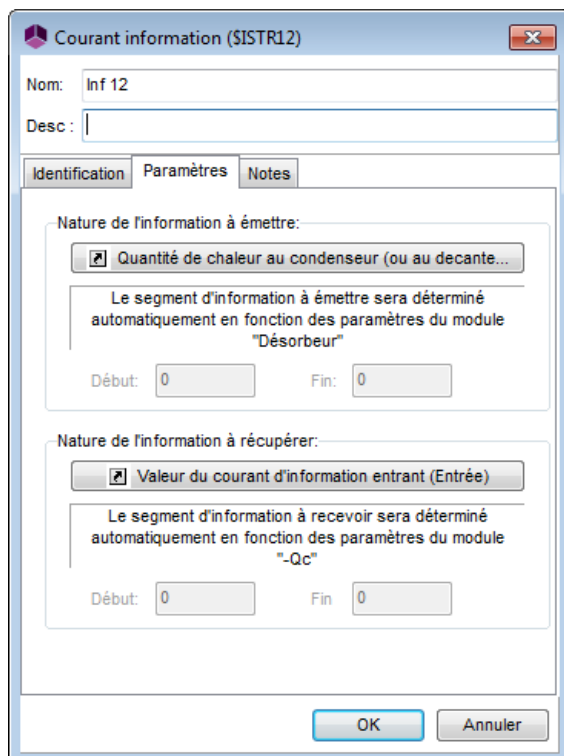 Courant information ($ISTR12)
Nom: Inf 12
Desc :
Identification Paramètres Notes
Nature de l'information à émettre:
Quantité de chaleur au condenseur (ou au decante...
Le segment d'information à émettre sera déterminé
automatiquement en fonction des paramètres du module
"Désorbeur"
Début: 0 Fin: 0
Nature de l'information à récupérer:
Valeur du courant d'information entrant (Entrée)
Le segment d'information à recevoir sera déterminé
automatiquement en fonction des paramètres du module
"-Qc"
Début: 0 Fin 0
OK Annuler